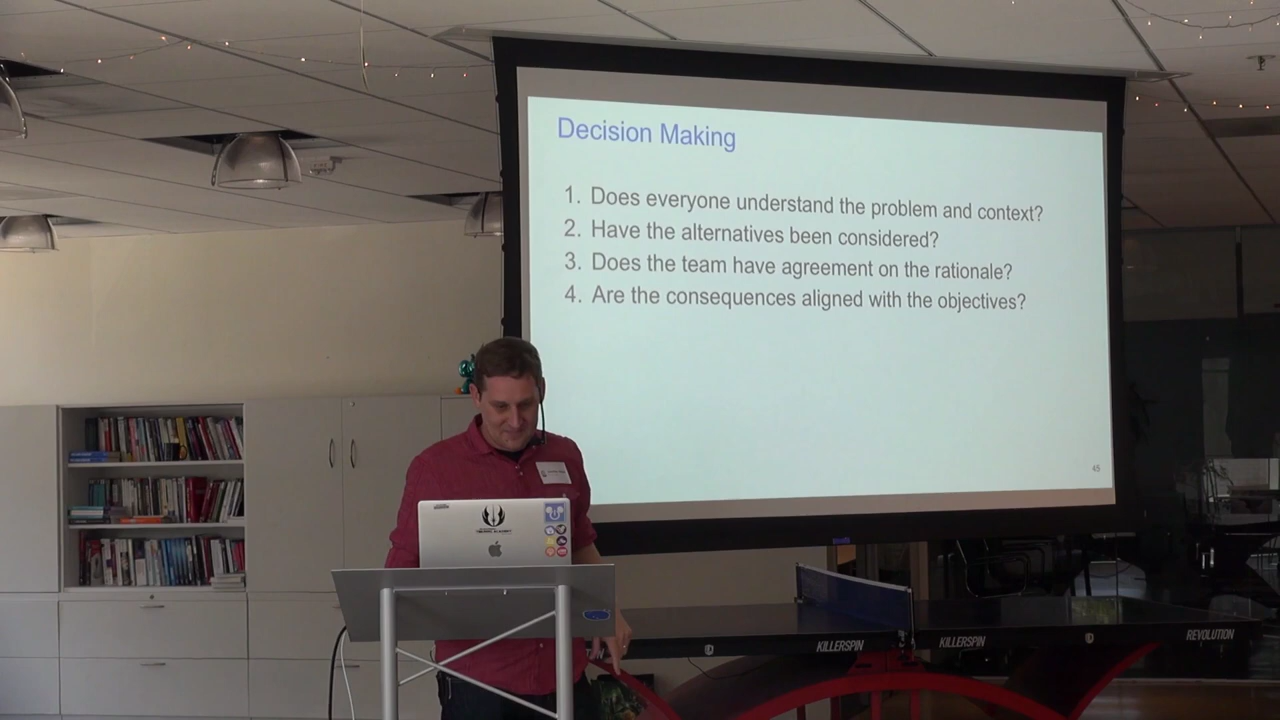 Decision Making
1. Does everyone understand the problem and context?
2. Have the alternatives been considered?
3. Does the team have agreement on the rationale?
4. Are the consequences aligned with the objectives?
45
KILLERSPIN
KILLERSPIN
REVOLUTION